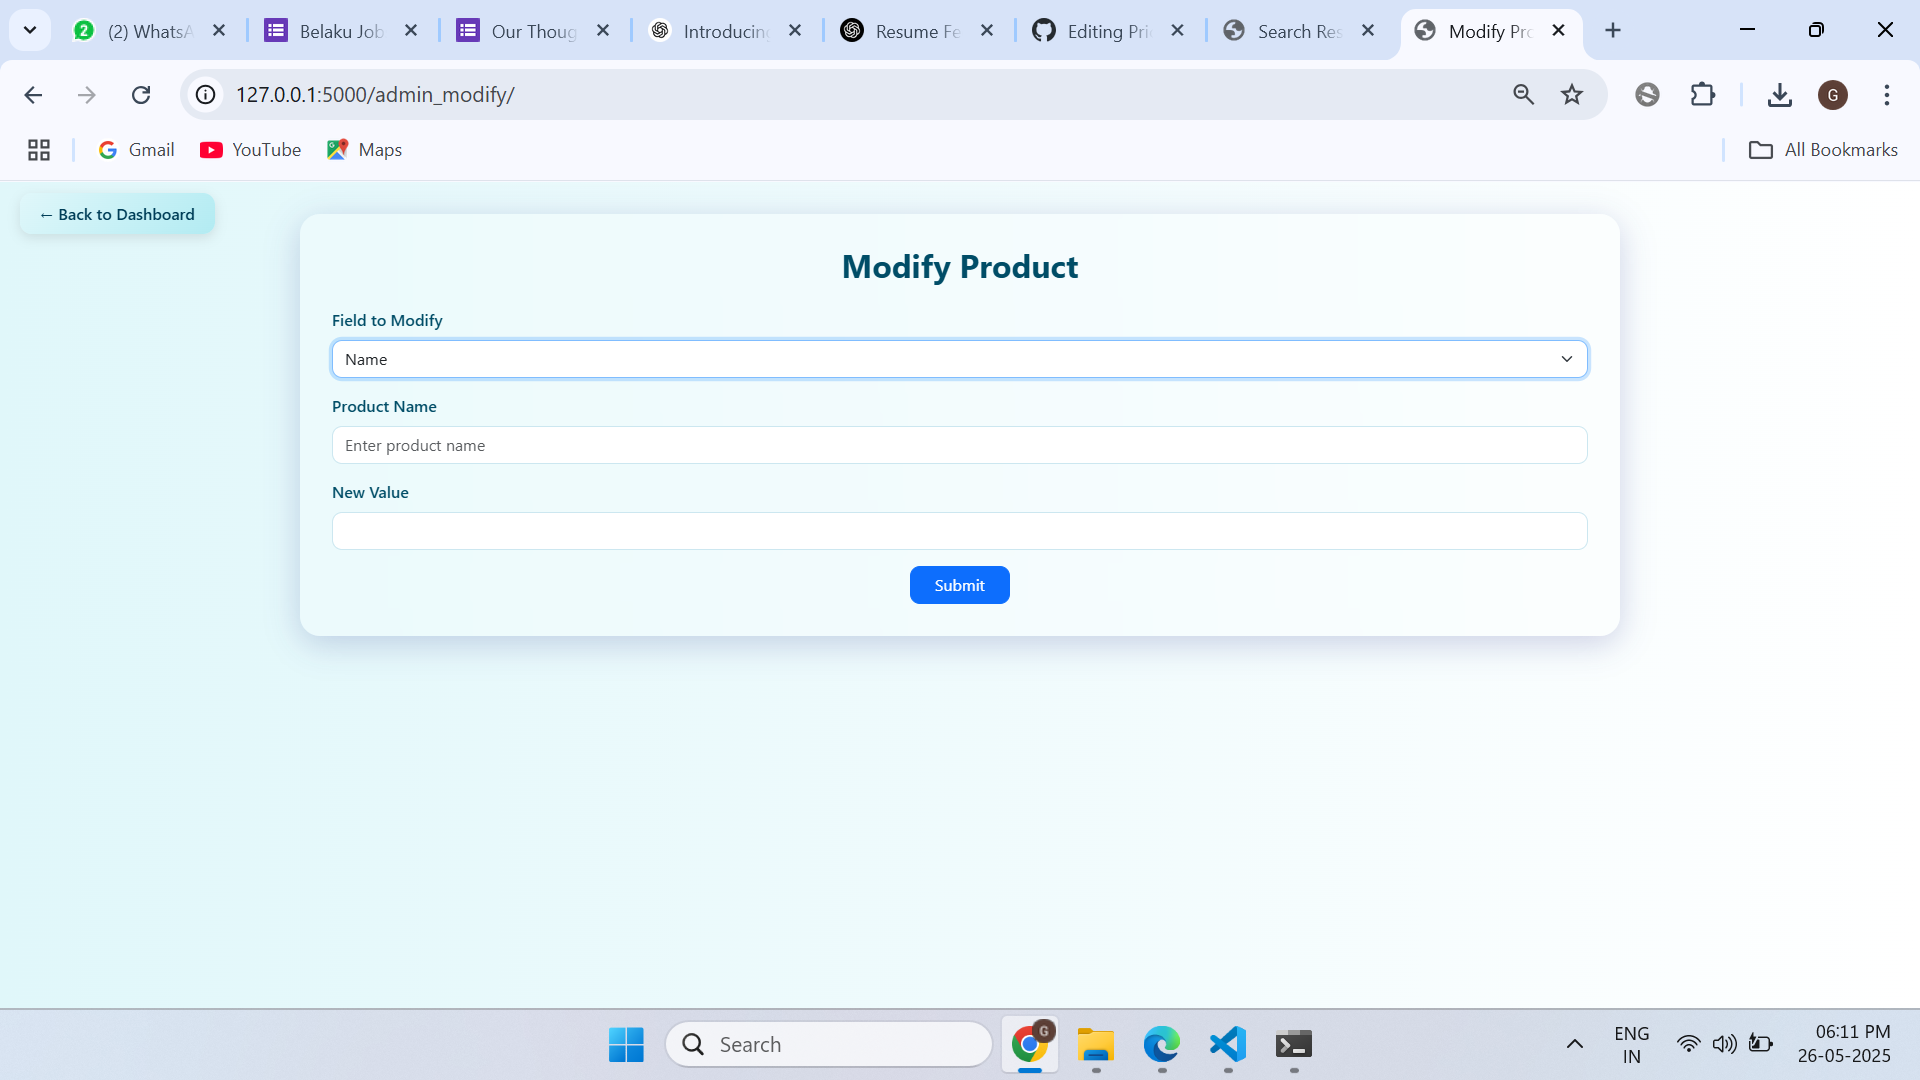 (2) WhatsA
Belaku Job
Our Thoug
Introducing
Resume Fe
Editing Pri
Search Res
Modify Pro
127.0.0.1:5000/admin_modify/
G
Gmail
YouTube
Maps
All Bookmarks
← Back to Dashboard
Modify Product
Field to Modify
Name
Product Name
Enter product name
New Value
Submit
Search
G
ENG
IN
06:11 PM
26-05-2025